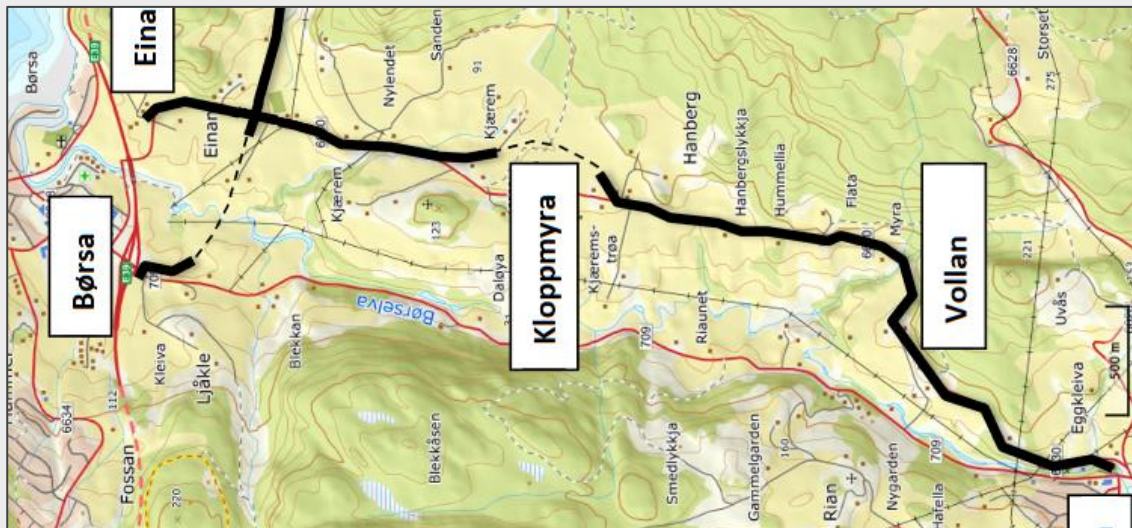 Børsa
E39
Eina
Einan
Nylendet
Sanden
91
Kjærem
Kjærem
123
Børsa
E39
Kleiva
Ljåkle
Blekkan
Børselva
Daløya
Kloppmyra
Kjærems-
trøa
Hanberg
Hanbergslykkja
Hummellia
Flata
Myra
Vollan
6628
Storset
275
221
Uvås
Eggkleiva
500 m
Riaunet
709
709
6634
112
Fossan
220
Blekkåsen
Smedlykkja
Gammelgarden
160
Rian
Nygarden